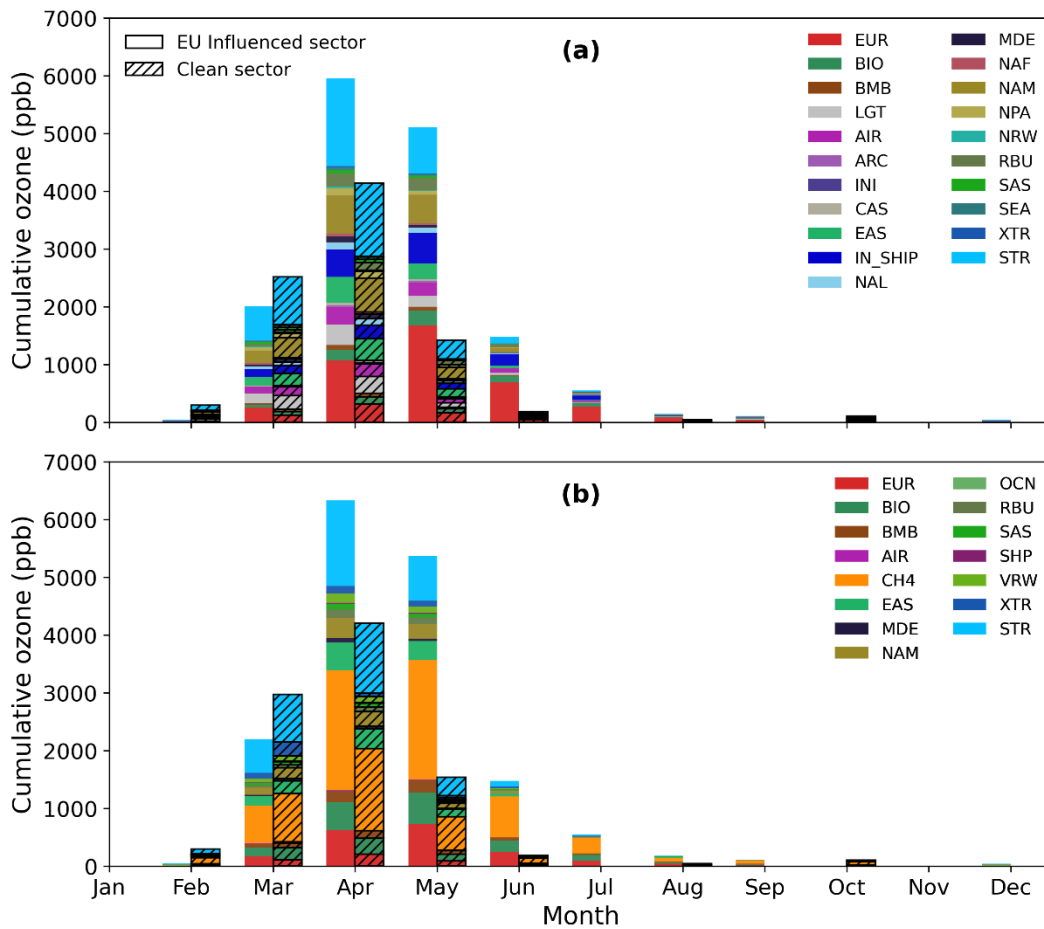 (a)
EU Influenced sector
Clean sector
EUR
BIO
BMB
LGT
AIR
ARC
INI
CAS
EAS
IN_SHIP
NAL
MDE
NAF
NAM
NPA
NRW
RBU
SAS
SEA
XTR
STR
Cumulative ozone (ppb)
7000
6000
5000
4000
3000
2000
1000
0
(b)
EUR
BIO
BMB
AIR
CH4
EAS
MDE
NAM
OCN
RBU
SAS
SHP
VRW
XTR
STR
Cumulative ozone (ppb)
7000
6000
5000
4000
3000
2000
1000
0
Jan Feb Mar Apr May Jun Jul Aug Sep Oct Nov Dec
Month